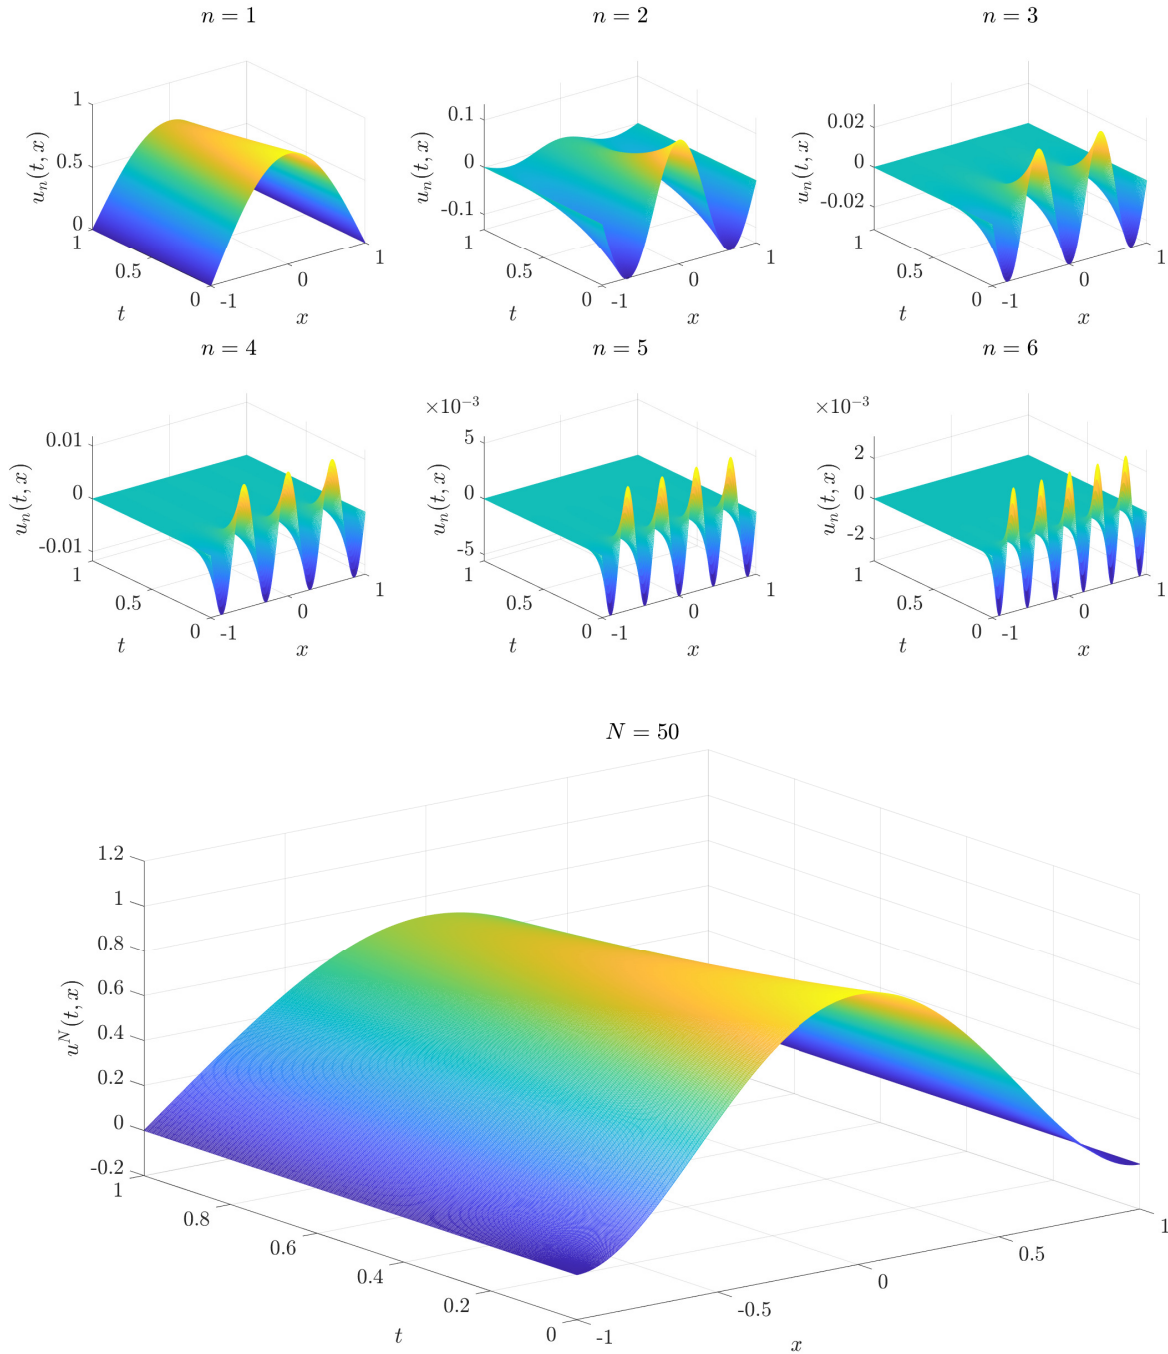 n = 1
n = 2
n = 3
1
0.5
0
u_n(t, x)
1
0.5
0
t
-1
0
1
x
0.1
0
-0.1
u_n(t, x)
1
0.5
0
t
-1
0
1
x
0.02
0
-0.02
u_n(t, x)
1
0.5
0
t
-1
0
1
x
n = 4
n = 5
n = 6
0.01
0
-0.01
u_n(t, x)
1
0.5
0
t
-1
0
1
x
×10⁻³
5
0
-5
u_n(t, x)
1
0.5
0
t
-1
0
1
x
×10⁻³
2
0
-2
u_n(t, x)
1
0.5
0
t
-1
0
1
x
N = 50
1.2
1
0.8
0.6
0.4
0.2
0
-0.2
u^N(t, x)
1
0.8
0.6
0.4
0.2
0
t
-1
-0.5
0
0.5
1
x